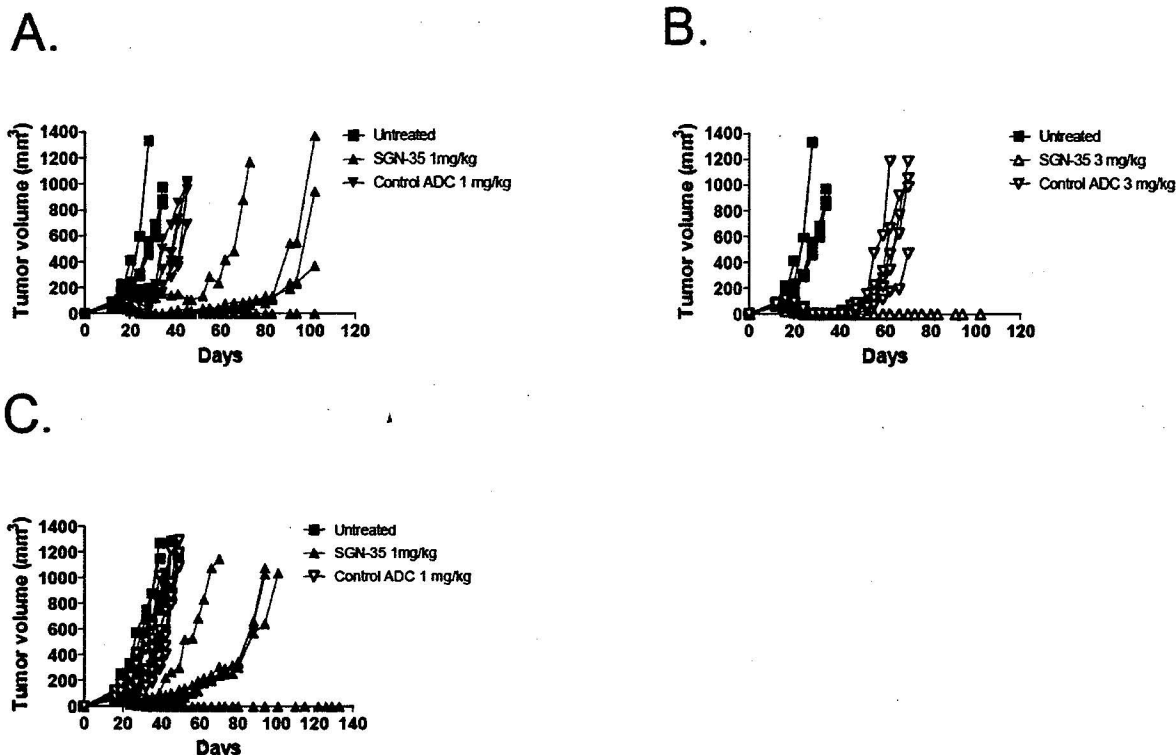 A.
Tumor volume (mm3)
1400
1200
1000
800
600
400
200
0
0 20 40 60 80 100 120
Days
Untreated
SGN-35 1mg/kg
Control ADC 1 mg/kg
B.
Tumor volume (mm3)
1400
1200
1000
800
600
400
200
0
0 20 40 60 80 100 120
Days
Untreated
SGN-35 3 mg/kg
Control ADC 3 mg/kg
C.
Tumor volume (mm3)
1400
1200
1000
800
600
400
200
0
0 20 40 60 80 100 120 140
Days
Untreated
SGN-35 1mg/kg
Control ADC 1 mg/kg